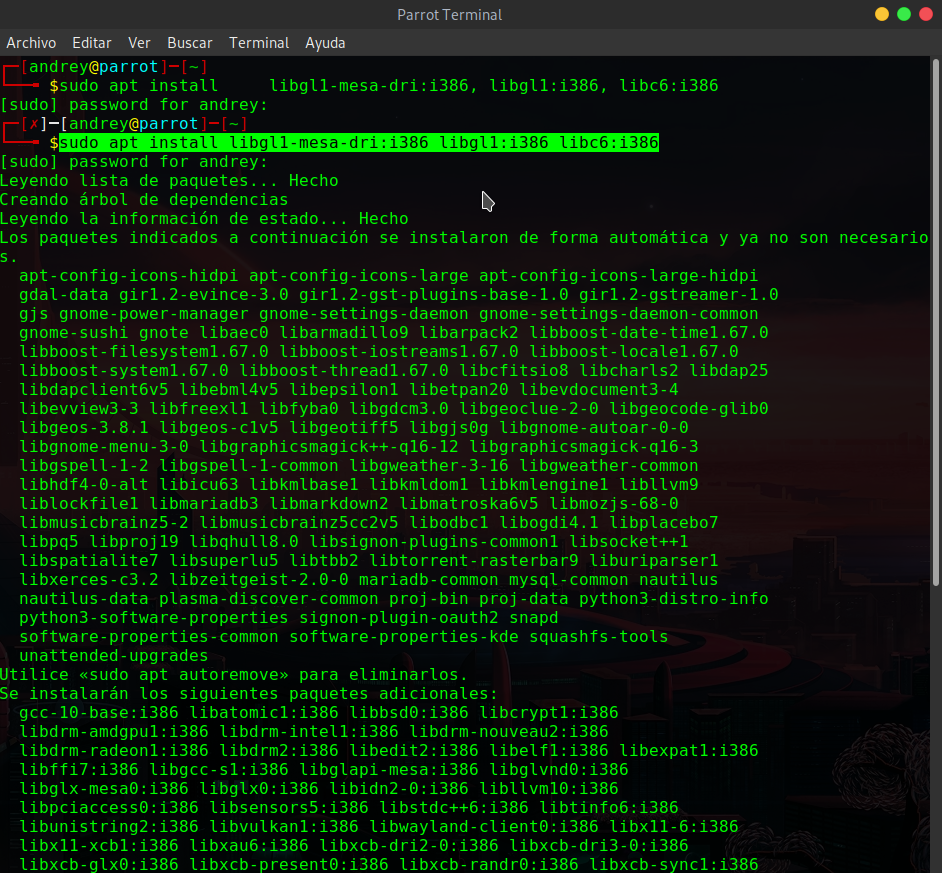 Parrot Terminal
Archivo Editar Ver Buscar Terminal Ayuda
┌─[andrey@parrot]─[~]
└──╼ $sudo apt install     libgl1-mesa-dri:i386, libgl1:i386, libc6:i386
[sudo] password for andrey:
┌─[✗]─[andrey@parrot]─[~]
└──╼ $sudo apt install libgl1-mesa-dri:i386 libgl1:i386 libc6:i386
[sudo] password for andrey:
Leyendo lista de paquetes... Hecho
Creando árbol de dependencias
Leyendo la información de estado... Hecho
Los paquetes indicados a continuación se instalaron de forma automática y ya no son necesario
s.
  apt-config-icons-hidpi apt-config-icons-large apt-config-icons-large-hidpi
  gdal-data gir1.2-evince-3.0 gir1.2-gst-plugins-base-1.0 gir1.2-gstreamer-1.0
  gjs gnome-power-manager gnome-settings-daemon gnome-settings-daemon-common
  gnome-sushi gnote libaec0 libarmadillo9 libarpack2 libboost-date-time1.67.0
  libboost-filesystem1.67.0 libboost-iostreams1.67.0 libboost-locale1.67.0
  libboost-system1.67.0 libboost-thread1.67.0 libcfitsio8 libcharls2 libdap25
  libdapclient6v5 libebml4v5 libepsilon1 libetpan20 libevdocument3-4
  libevview3-3 libfreexl1 libfyba0 libgdcm3.0 libgeoclue-2-0 libgeocode-glib0
  libgeos-3.8.1 libgeos-c1v5 libgeotiff5 libgjs0g libgnome-autoar-0-0
  libgnome-menu-3-0 libgraphicsmagick++-q16-12 libgraphicsmagick-q16-3
  libgspell-1-2 libgspell-1-common libgweather-3-16 libgweather-common
  libhdf4-0-alt libicu63 libkmlbase1 libkmldom1 libkmlengine1 libllvm9
  liblockfile1 libmariadb3 libmarkdown2 libmatroska6v5 libmozjs-68-0
  libmusicbrainz5-2 libmusicbrainz5cc2v5 libodbc1 libogdi4.1 libplacebo7
  libpq5 libproj19 libqhull8.0 libsignon-plugins-common1 libsocket++1
  libspatialite7 libsuperlu5 libtbb2 libtorrent-rasterbar9 liburiparser1
  libxerces-c3.2 libzeitgeist-2.0-0 mariadb-common mysql-common nautilus
  nautilus-data plasma-discover-common proj-bin proj-data python3-distro-info
  python3-software-properties signon-plugin-oauth2 snapd
  software-properties-common software-properties-kde squashfs-tools
  unattended-upgrades
Utilice «sudo apt autoremove» para eliminarlos.
Se instalarán los siguientes paquetes adicionales:
  gcc-10-base:i386 libatomic1:i386 libbsd0:i386 libcrypt1:i386
  libdrm-amdgpu1:i386 libdrm-intel1:i386 libdrm-nouveau2:i386
  libdrm-radeon1:i386 libdrm2:i386 libedit2:i386 libelf1:i386 libexpat1:i386
  libffi7:i386 libgcc-s1:i386 libglapi-mesa:i386 libglvnd0:i386
  libglx-mesa0:i386 libglx0:i386 libidn2-0:i386 libllvm10:i386
  libpciaccess0:i386 libsensors5:i386 libstdc++6:i386 libtinfo6:i386
  libunistring2:i386 libvulkan1:i386 libwayland-client0:i386 libx11-6:i386
  libx11-xcb1:i386 libxau6:i386 libxcb-dri2-0:i386 libxcb-dri3-0:i386
  libxcb-glx0:i386 libxcb-present0:i386 libxcb-randr0:i386 libxcb-sync1:i386